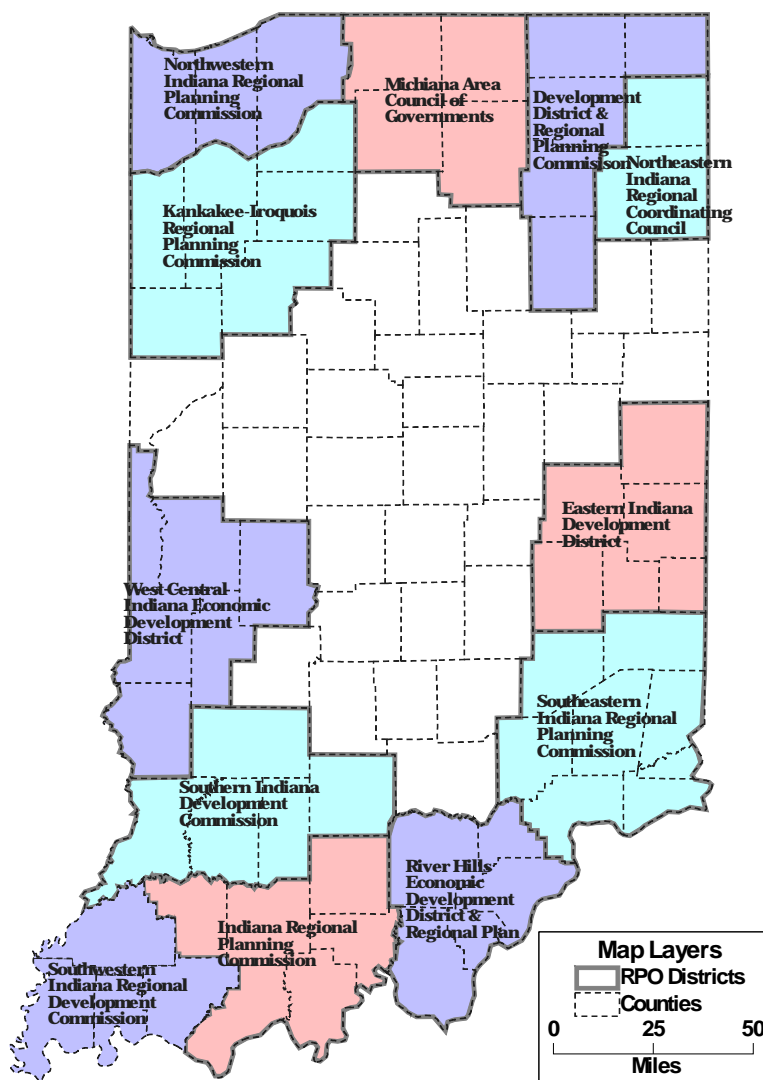 Northwestern
Indiana Regional
Planning
Commission
Michiana Area
Council of
Governments
Development
District &
Regional
Planning
Commisison
Northeastern
Indiana
Regional
Coordinating
Council
Kankakee-Iroquois
Regional
Planning
Commission
Eastern Indiana
Development
District
West-Central
Indiana Economic
Development
District
Southeastern
Indiana Regional
Planning
Commission
Southern Indiana
Development
Commission
River Hills
Economic
Development
District &
Regional Plan
Indiana Regional
Planning
Commission
Southwestern
Indiana Regional
Development
Commission
Map Layers
RPO Districts
Counties
0 25 50
Miles